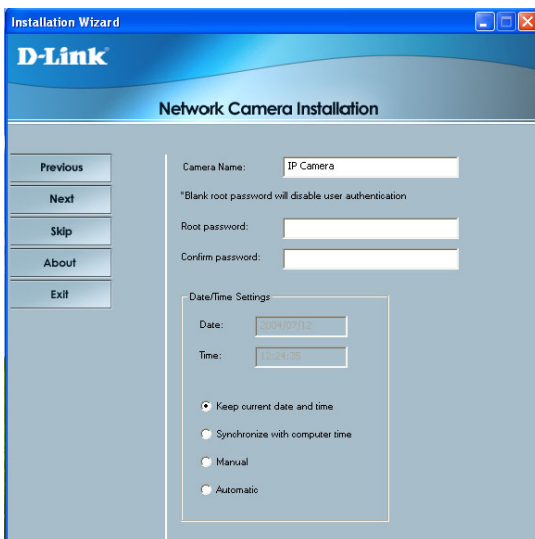 Installation Wizard
D-Link
Network Camera Installation
Previous
Next
Skip
About
Exit
Camera Name: IP Camera
*Blank root password will disable user authentication
Root password:
Confirm password:
Date/Time Settings
Date: 2004/07/12
Time: 12:24:35
Keep current date and time
Synchronize with computer time
Manual
Automatic